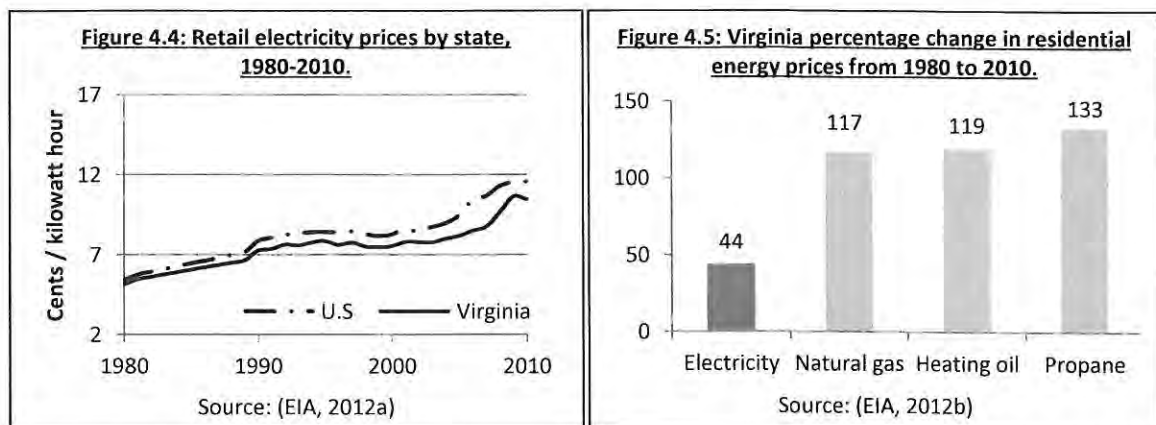 Figure 4.4: Retail electricity prices by state,
1980-2010.
17
12
7
2
Cents / kilowatt hour
U.S
Virginia
1980
1990
2000
2010
Source: (EIA, 2012a)
Figure 4.5: Virginia percentage change in residential
energy prices from 1980 to 2010.
150
100
50
0
44
117
119
133
Electricity
Natural gas
Heating oil
Propane
Source: (EIA, 2012b)